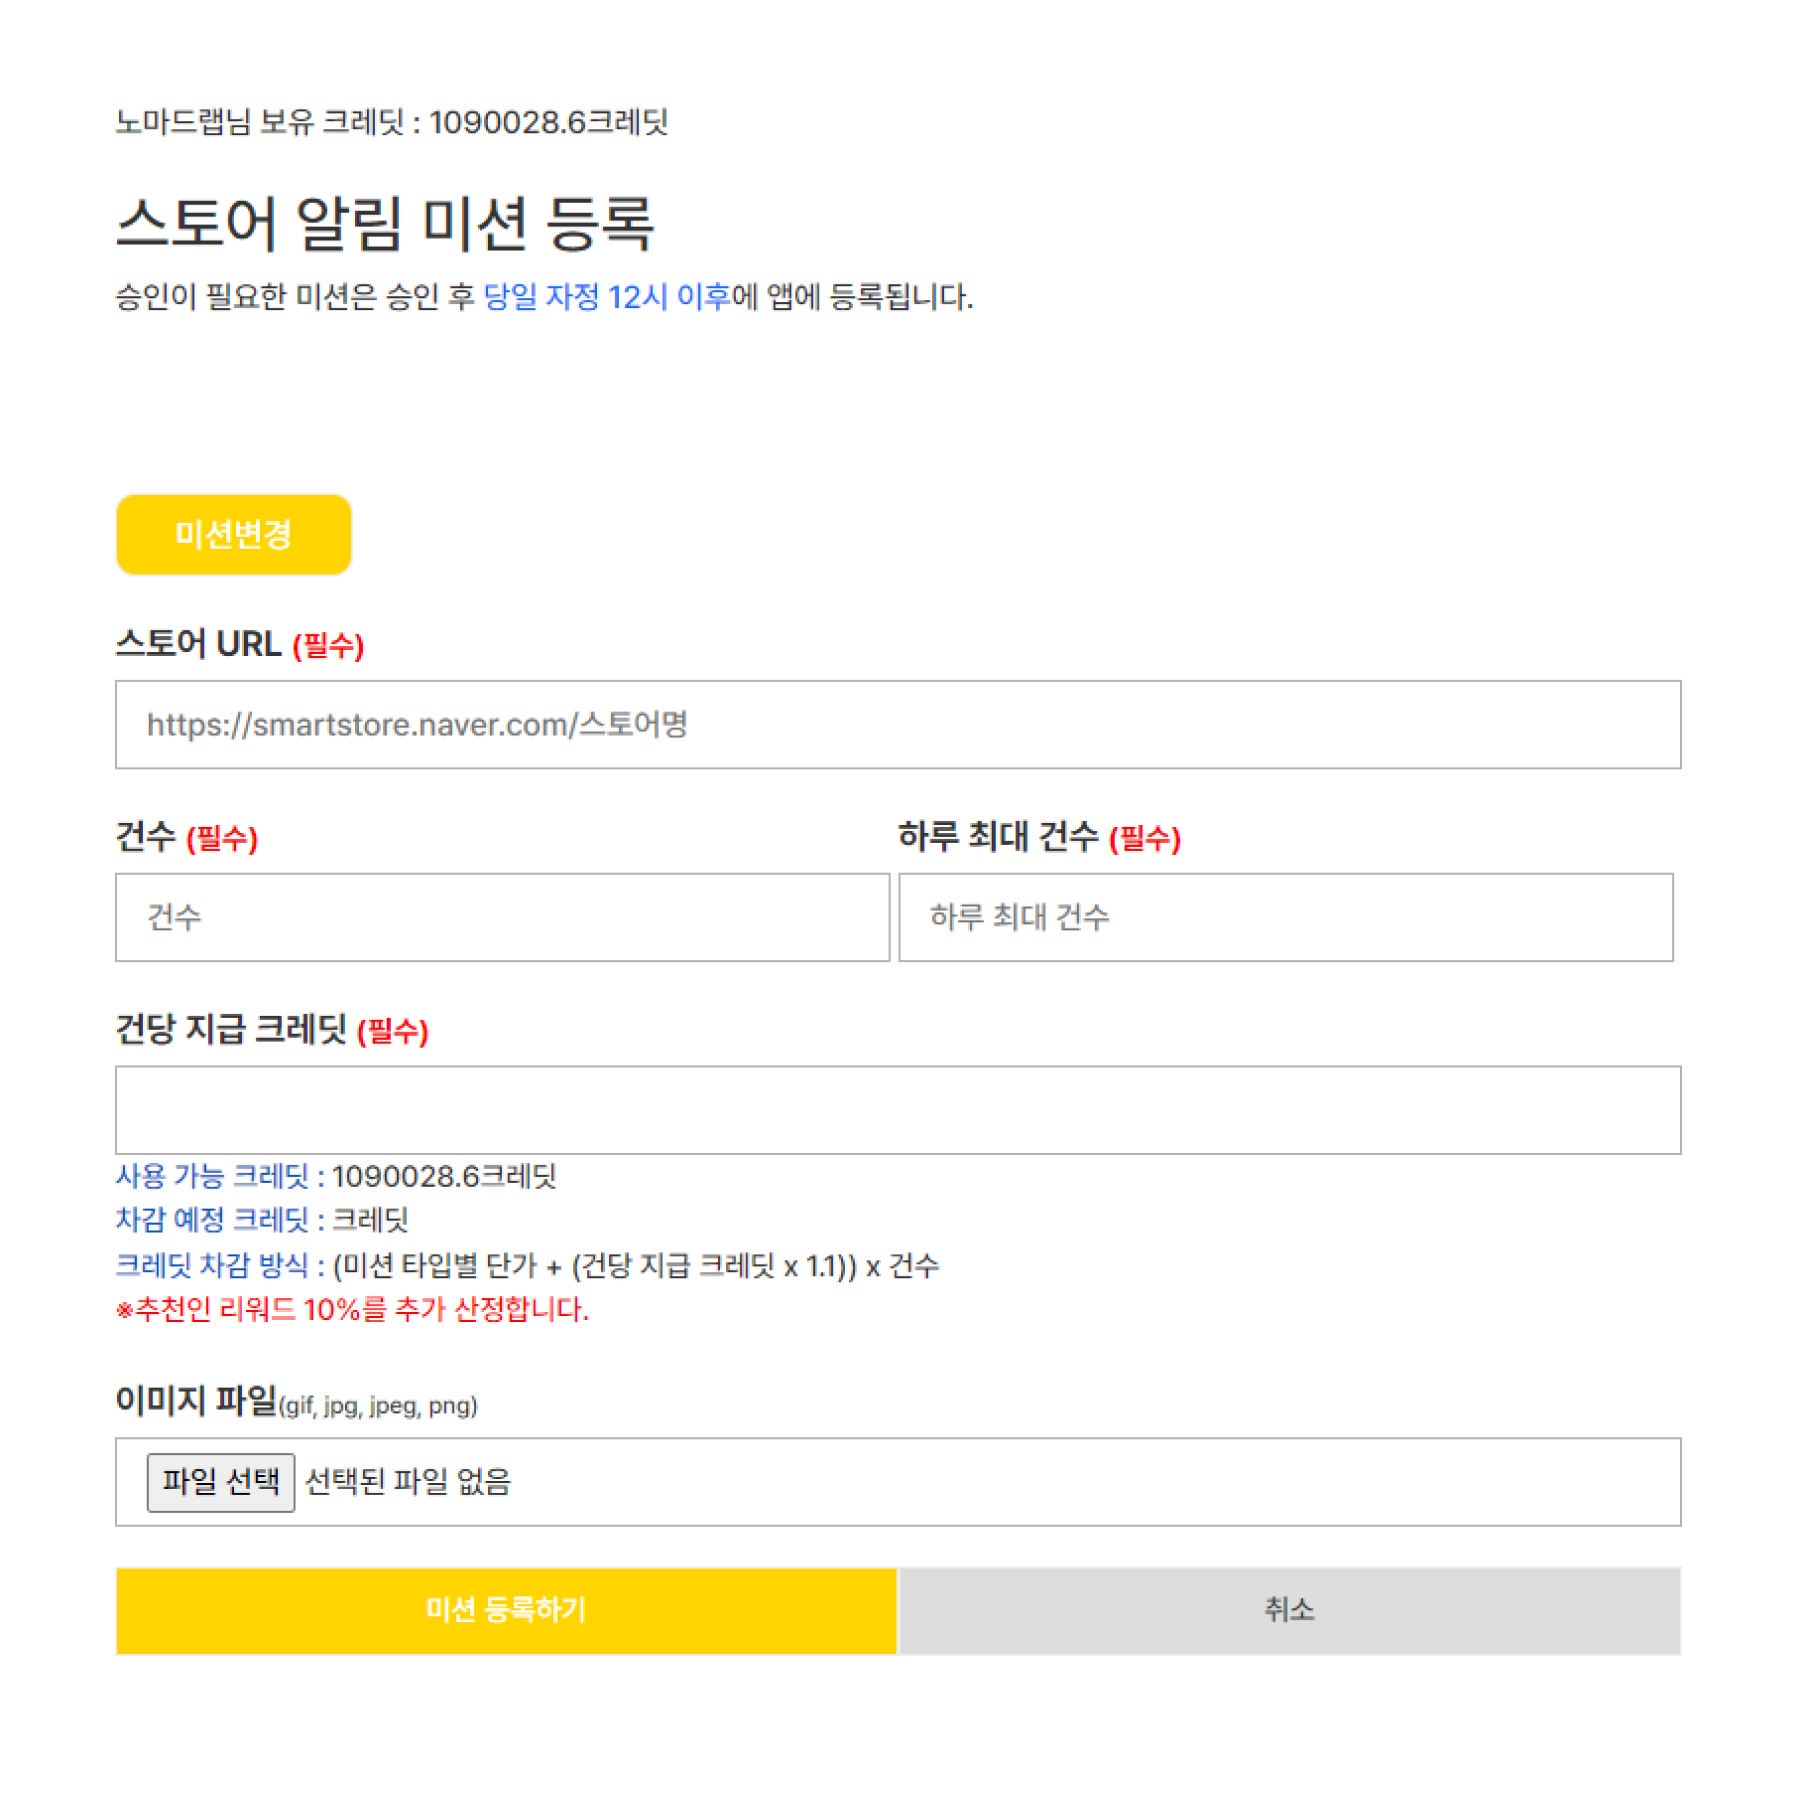 노마드랩님 보유 크레딧 : 1090028.6크레딧
스토어 알림 미션 등록
승인이 필요한 미션은 승인 후 당일 자정 12시 이후에 앱에 등록됩니다.
미션변경
스토어 URL (필수)
https://smartstore.naver.com/스토어명
건수 (필수)
하루 최대 건수 (필수)
건수
하루 최대 건수
건당 지급 크레딧 (필수)
사용 가능 크레딧 : 1090028.6크레딧
차감 예정 크레딧 : 크레딧
크레딧 차감 방식 : (미션 타입별 단가 + (건당 지급 크레딧 x 1.1)) x 건수
※추천인 리워드 10%를 추가 산정합니다.
이미지 파일(gif, jpg, jpeg, png)
파일 선택 선택된 파일 없음
미션 등록하기
취소